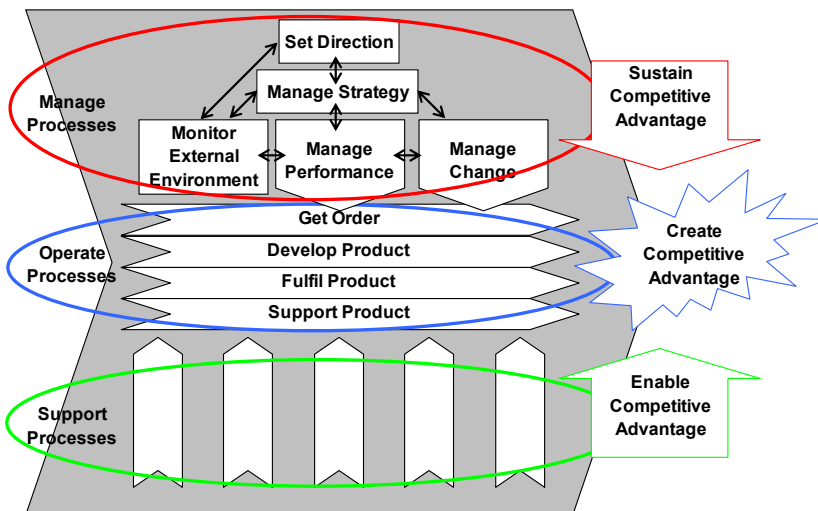 Set Direction
Manage Strategy
Manage
Processes
Monitor
External
Environment
Manage
Performance
Manage
Change
Sustain
Competitive
Advantage
Get Order
Develop Product
Fulfil Product
Support Product
Operate
Processes
Create
Competitive
Advantage
Support
Processes
Enable
Competitive
Advantage